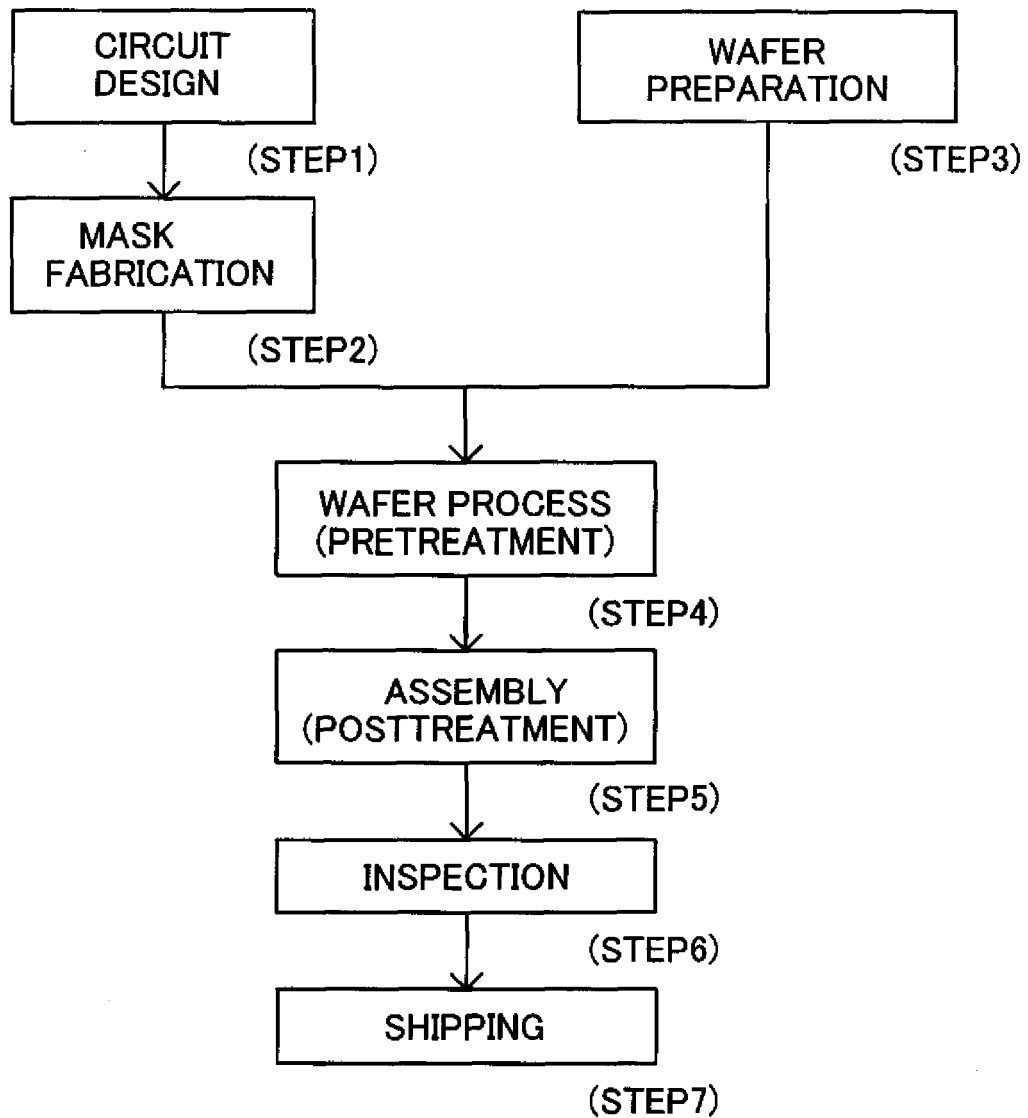 CIRCUIT
DESIGN
(STEP1)
MASK
FABRICATION
(STEP2)
WAFER
PREPARATION
(STEP3)
WAFER PROCESS
(PRETREATMENT)
(STEP4)
ASSEMBLY
(POSTTREATMENT)
(STEP5)
INSPECTION
(STEP6)
SHIPPING
(STEP7)